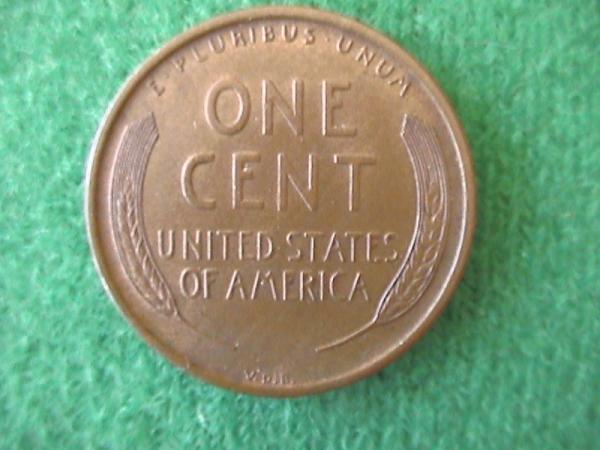 E·PLURIBUS·UNUM
ONE
CENT
UNITED·STATES
OF AMERICA
V.D.B.